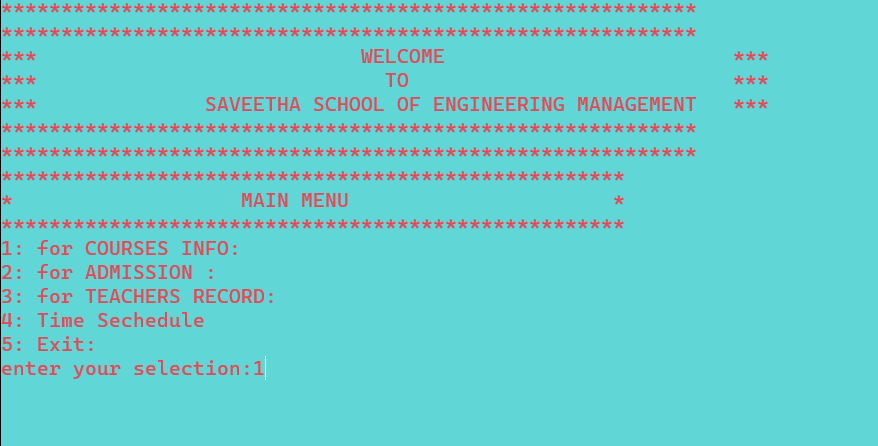 **********************************************************
**********************************************************
***                           WELCOME                        ***
***                             TO                           ***
***              SAVEETHA SCHOOL OF ENGINEERING MANAGEMENT   ***
**********************************************************
**********************************************************
****************************************************
*                   MAIN MENU                      *
****************************************************
1: for COURSES INFO:
2: for ADMISSION :
3: for TEACHERS RECORD:
4: Time Sechedule
5: Exit:
enter your selection:1